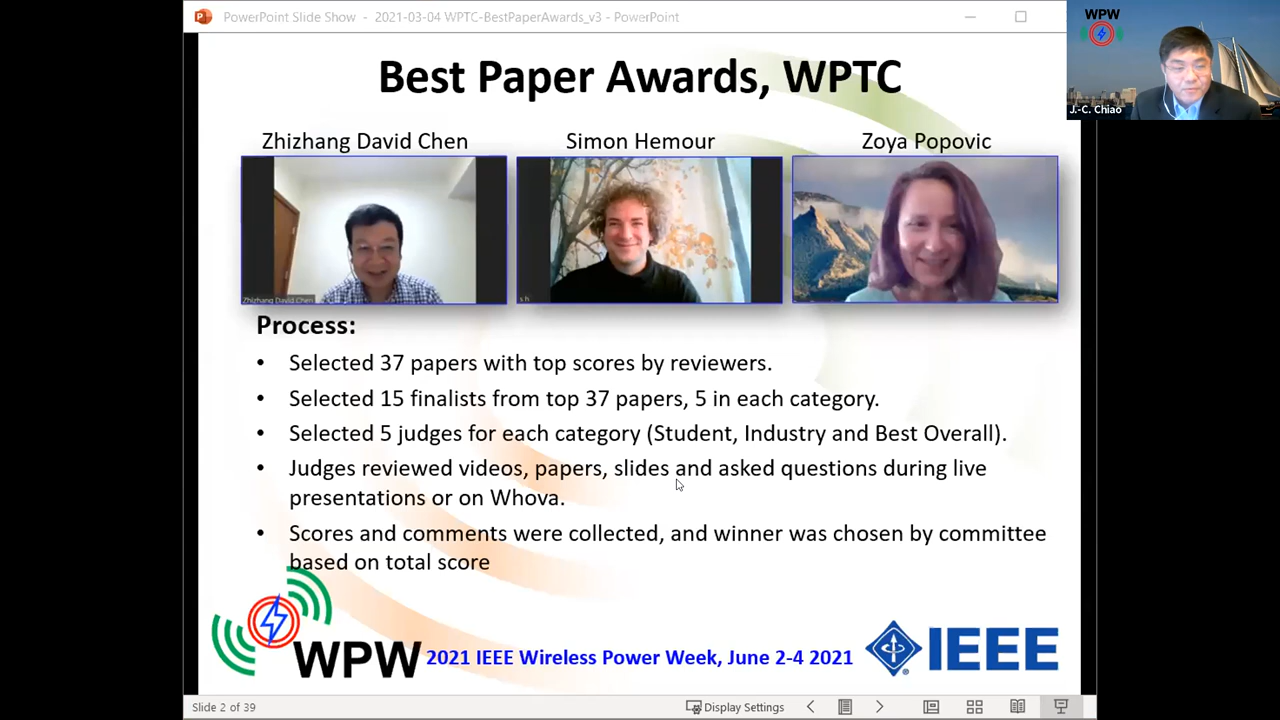 PowerPoint Slide Show - 2021-03-04 WPTC-BestPaperAwards_v3 - PowerPoint
WPW
J.-C. Chiao
Best Paper Awards, WPTC
Zhizhang David Chen
Simon Hemour
Zoya Popovic
Zhizhang David Chen
s h
Process:
• Selected 37 papers with top scores by reviewers.
• Selected 15 finalists from top 37 papers, 5 in each category.
• Selected 5 judges for each category (Student, Industry and Best Overall).
• Judges reviewed videos, papers, slides and asked questions during live
presentations or on Whova.
• Scores and comments were collected, and winner was chosen by committee
based on total score
WPW
2021 IEEE Wireless Power Week, June 2-4 2021
IEEE
Slide 2 of 39
Display Settings